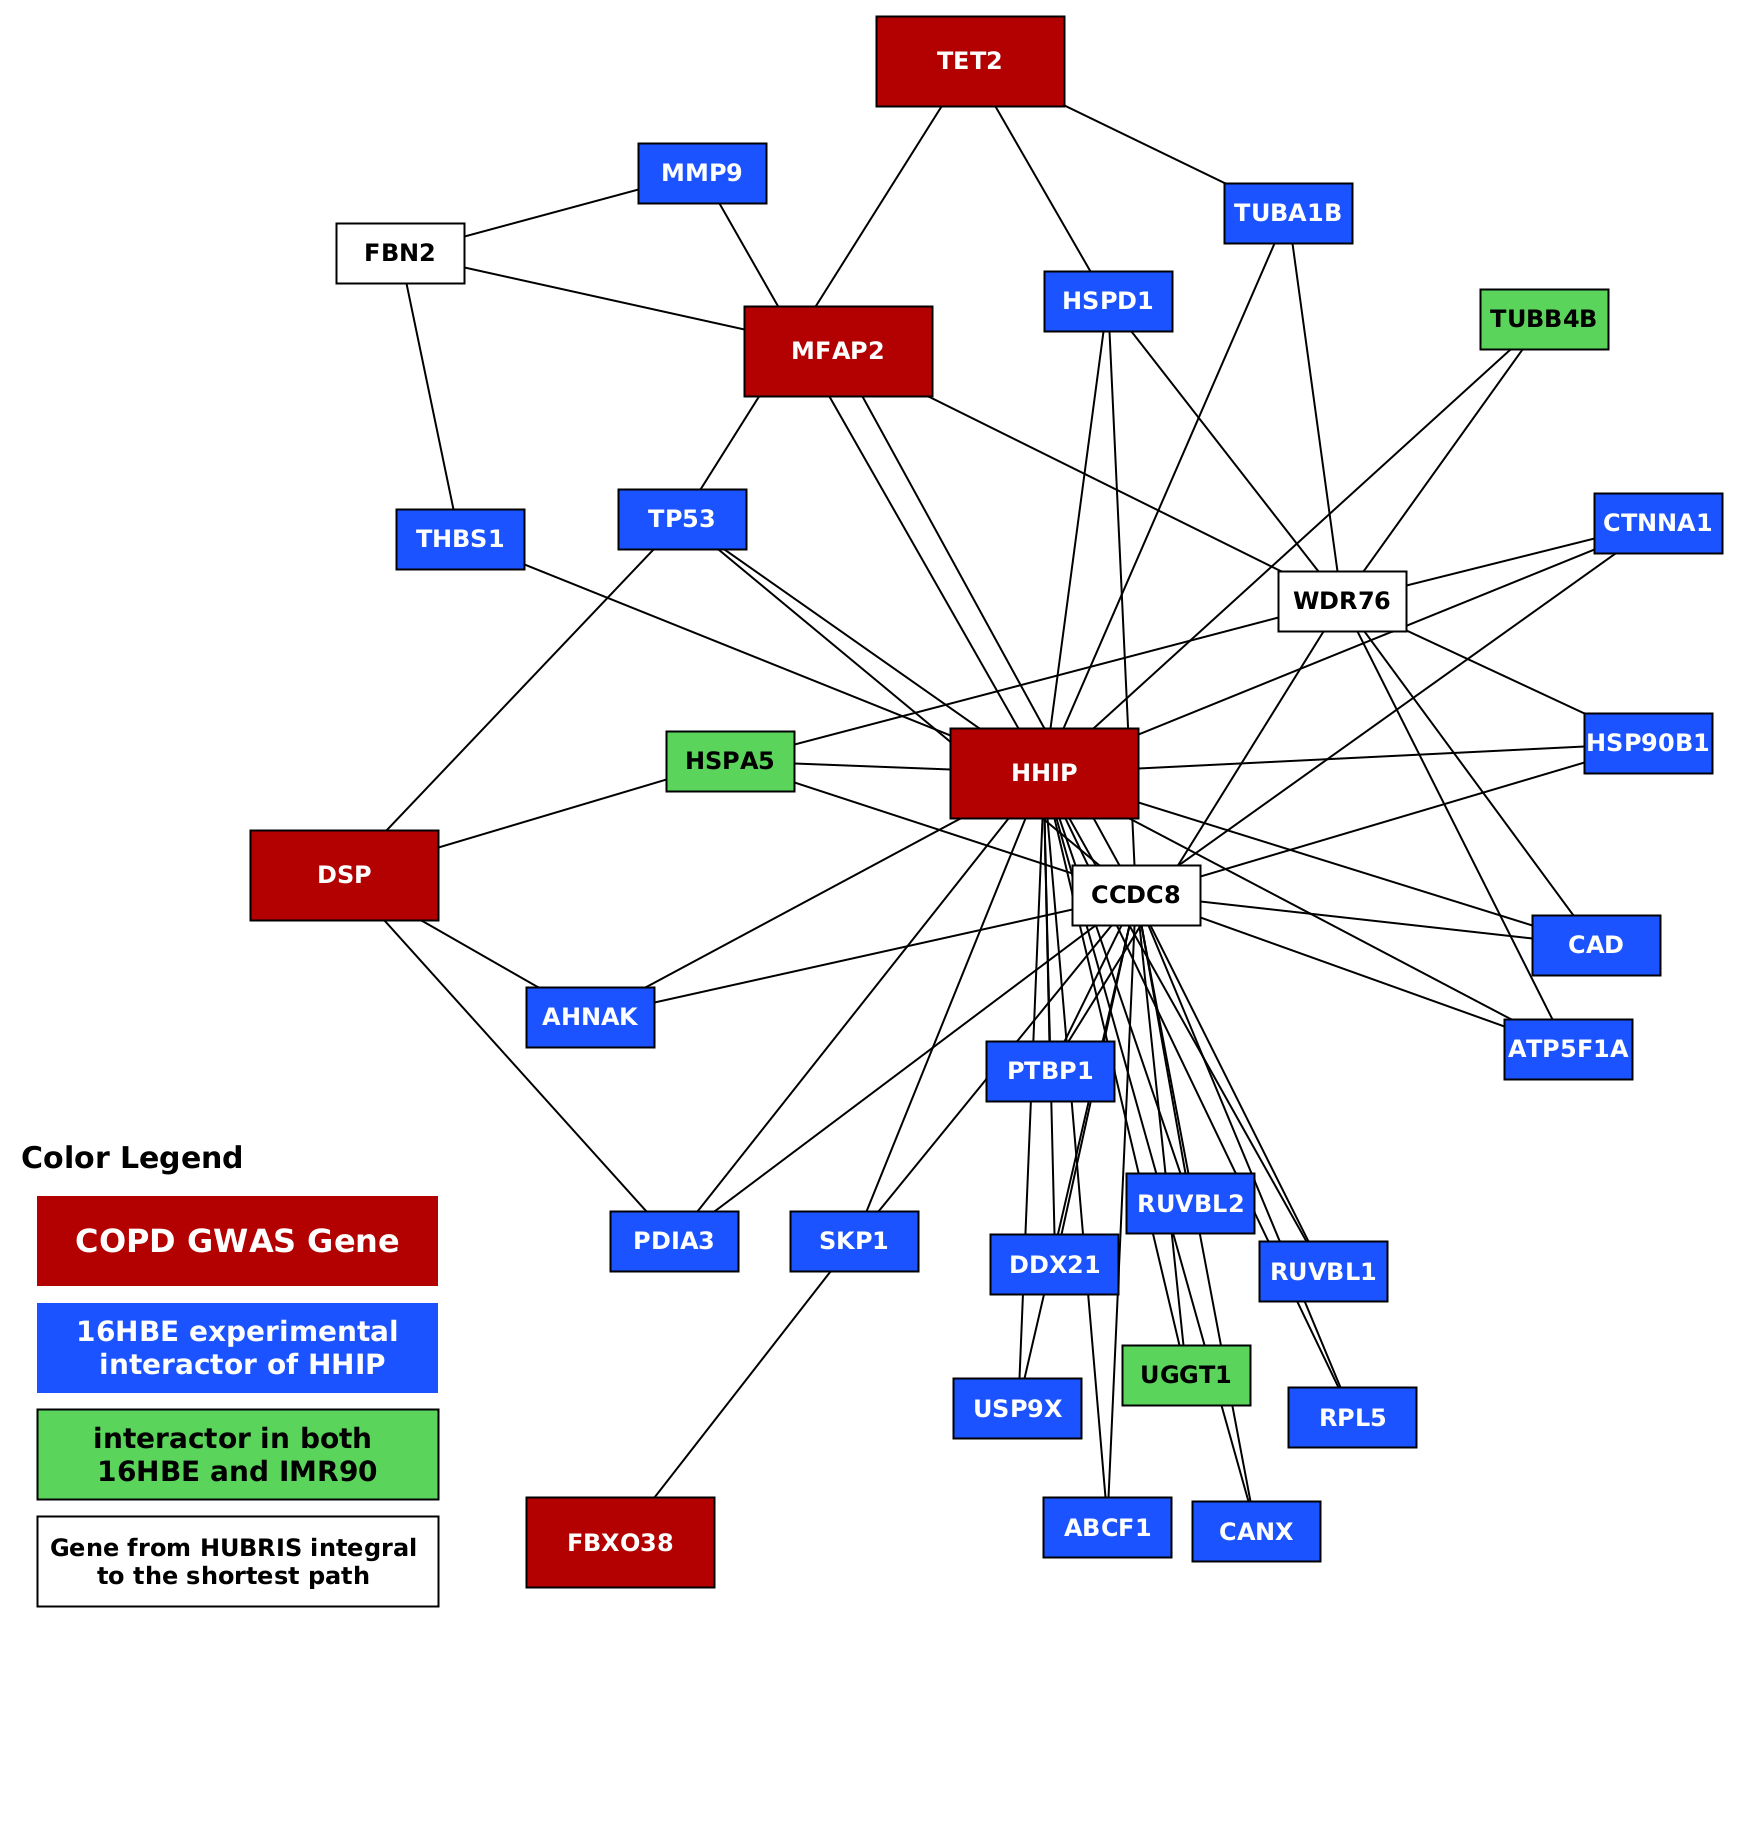 TET2
MMP9
TUBA1B
FBN2
HSPD1
TUBB4B
MFAP2
TP53
CTNNA1
THBS1
WDR76
HSP90B1
HSPA5
HHIP
DSP
CCDC8
CAD
AHNAK
ATP5F1A
PTBP1
Color Legend
RUVBL2
COPD GWAS Gene
PDIA3
SKP1
DDX21
RUVBL1
16HBE experimental
interactor of HHIP
UGGT1
USP9X
RPL5
interactor in both
16HBE and IMR90
Gene from HUBRIS integral
to the shortest path
FBXO38
ABCF1
CANX